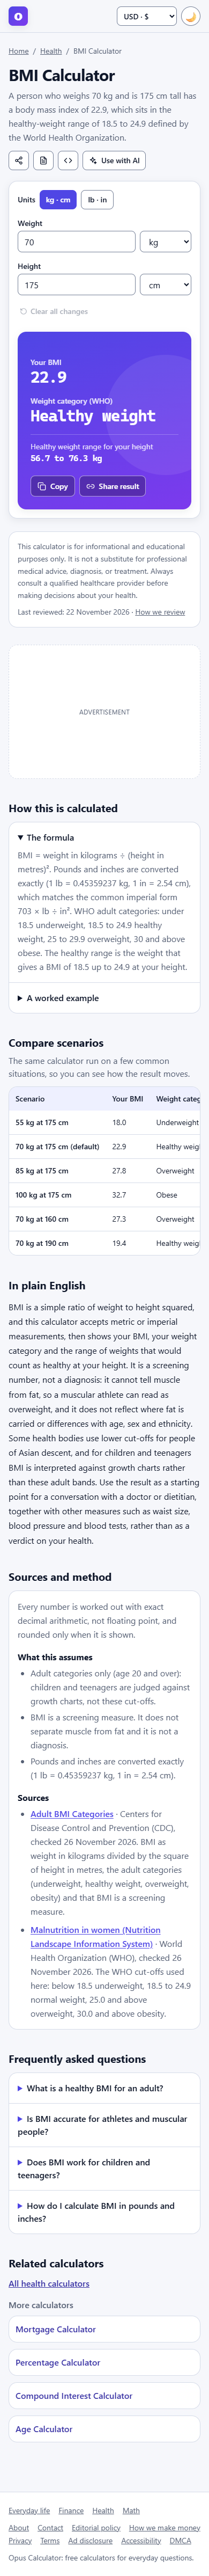 O
USD · $
Home / Health / BMI Calculator
BMI Calculator
A person who weighs 70 kg and is 175 cm tall has
a body mass index of 22.9, which sits in the
healthy-weight range of 18.5 to 24.9 defined by
the World Health Organization.
Use with AI
Units kg · cm lb · in
Weight
70 kg
Height
175 cm
Clear all changes
Your BMI
22.9
Weight category (WHO)
Healthy weight
Healthy weight range for your height
56.7 to 76.3 kg
Copy Share result
This calculator is for informational and educational
purposes only. It is not a substitute for professional
medical advice, diagnosis, or treatment. Always
consult a qualified healthcare provider before
making decisions about your health.
Last reviewed: 22 November 2026 · How we review
ADVERTISEMENT
How this is calculated
The formula
BMI = weight in kilograms ÷ (height in
metres)². Pounds and inches are converted
exactly (1 lb = 0.45359237 kg, 1 in = 2.54 cm),
which matches the common imperial form
703 × lb ÷ in². WHO adult categories: under
18.5 underweight, 18.5 to 24.9 healthy
weight, 25 to 29.9 overweight, 30 and above
obese. The healthy range is the weight that
gives a BMI of 18.5 up to 24.9 at your height.
A worked example
Compare scenarios
The same calculator run on a few common
situations, so you can see how the result moves.
Scenario Your BMI Weight categ
55 kg at 175 cm 18.0 Underweight
70 kg at 175 cm (default) 22.9 Healthy weigh
85 kg at 175 cm 27.8 Overweight
100 kg at 175 cm 32.7 Obese
70 kg at 160 cm 27.3 Overweight
70 kg at 190 cm 19.4 Healthy weigh
In plain English
BMI is a simple ratio of weight to height squared,
and this calculator accepts metric or imperial
measurements, then shows your BMI, your weight
category and the range of weights that would
count as healthy at your height. It is a screening
number, not a diagnosis: it cannot tell muscle
from fat, so a muscular athlete can read as
overweight, and it does not reflect where fat is
carried or differences with age, sex and ethnicity.
Some health bodies use lower cut-offs for people
of Asian descent, and for children and teenagers
BMI is interpreted against growth charts rather
than these adult bands. Use the result as a starting
point for a conversation with a doctor or dietitian,
together with other measures such as waist size,
blood pressure and blood tests, rather than as a
verdict on your health.
Sources and method
Every number is worked out with exact
decimal arithmetic, not floating point, and
rounded only when it is shown.
What this assumes
Adult categories only (age 20 and over);
children and teenagers are judged against
growth charts, not these cut-offs.
BMI is a screening measure. It does not
separate muscle from fat and it is not a
diagnosis.
Pounds and inches are converted exactly
(1 lb = 0.45359237 kg, 1 in = 2.54 cm).
Sources
Adult BMI Categories · Centers for
Disease Control and Prevention (CDC),
checked 26 November 2026. BMI as
weight in kilograms divided by the square
of height in metres, the adult categories
(underweight, healthy weight, overweight,
obesity) and that BMI is a screening
measure.
Malnutrition in women (Nutrition
Landscape Information System) · World
Health Organization (WHO), checked 26
November 2026. The WHO cut-offs used
here: below 18.5 underweight, 18.5 to 24.9
normal weight, 25.0 and above
overweight, 30.0 and above obesity.
Frequently asked questions
What is a healthy BMI for an adult?
Is BMI accurate for athletes and muscular
people?
Does BMI work for children and
teenagers?
How do I calculate BMI in pounds and
inches?
Related calculators
All health calculators
More calculators
Mortgage Calculator
Percentage Calculator
Compound Interest Calculator
Age Calculator
Everyday life Finance Health Math
About Contact Editorial policy How we make money
Privacy Terms Ad disclosure Accessibility DMCA
Opus Calculator: free calculators for everyday questions.